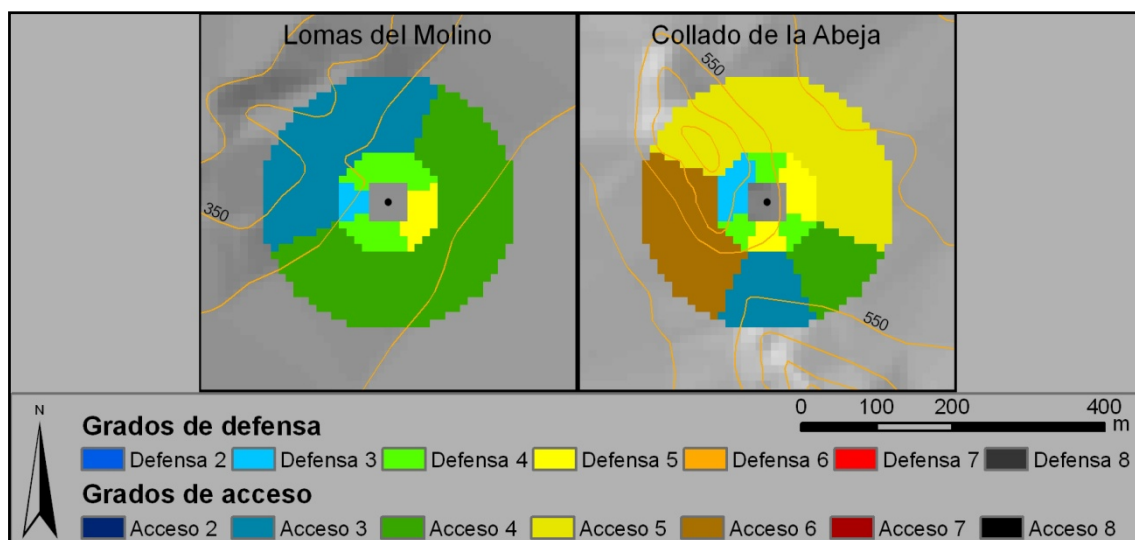 Lomas del Molino
Collado de la Abeja
550
350
550
N
0 100 200 400
m
Grados de defensa
Defensa 2 Defensa 3 Defensa 4 Defensa 5 Defensa 6 Defensa 7 Defensa 8
Grados de acceso
Acceso 2 Acceso 3 Acceso 4 Acceso 5 Acceso 6 Acceso 7 Acceso 8